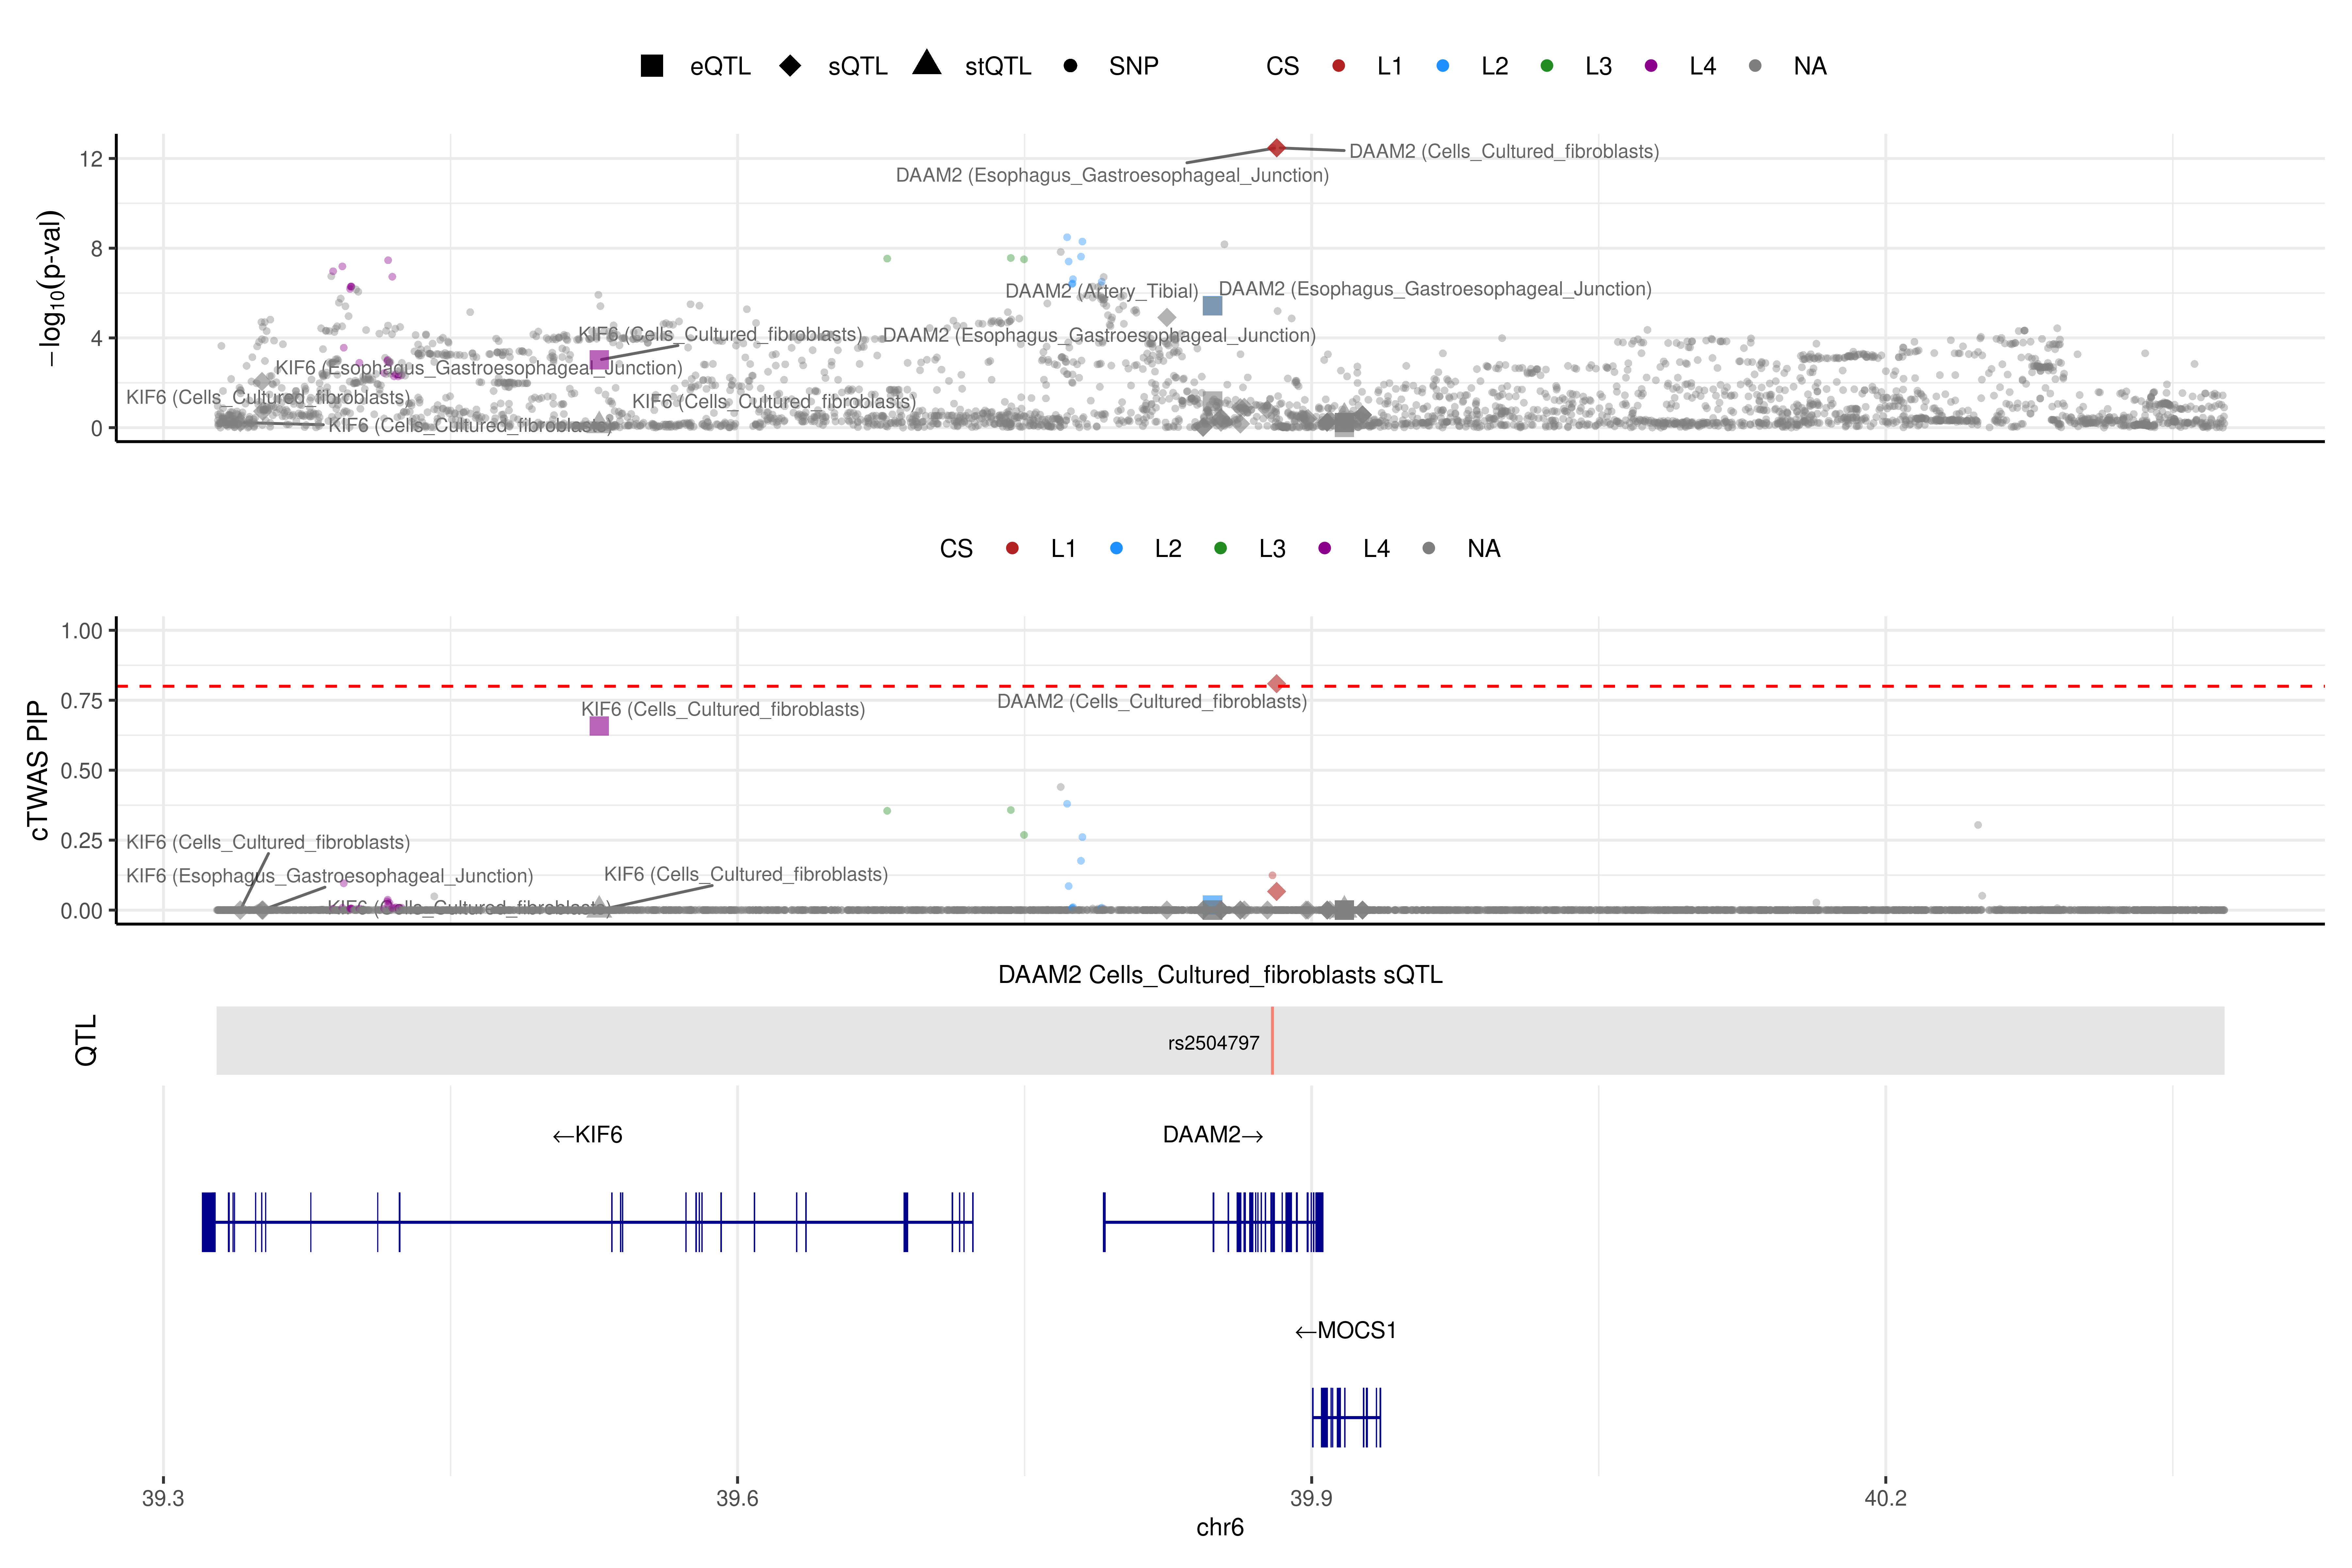 eQTL sQTL stQTL SNP CS L1 L2 L3 L4 NA
−log10(p-val)
12
8
4
0
DAAM2 (Cells_Cultured_fibroblasts)
DAAM2 (Esophagus_Gastroesophageal_Junction)
DAAM2 (Artery_Tibial)
DAAM2 (Esophagus_Gastroesophageal_Junction)
KIF6 (Cells_Cultured_fibroblasts)
DAAM2 (Esophagus_Gastroesophageal_Junction)
KIF6 (Esophagus_Gastroesophageal_Junction)
KIF6 (Cells_Cultured_fibroblasts)
KIF6 (Cells_Cultured_fibroblasts)
KIF6 (Cells_Cultured_fibroblasts)
CS L1 L2 L3 L4 NA
cTWAS PIP
1.00
0.75
0.50
0.25
0.00
DAAM2 (Cells_Cultured_fibroblasts)
KIF6 (Cells_Cultured_fibroblasts)
KIF6 (Cells_Cultured_fibroblasts)
KIF6 (Esophagus_Gastroesophageal_Junction)
KIF6 (Cells_Cultured_fibroblasts)
KIF6 (Cells_Cultured_fibroblasts)
DAAM2 Cells_Cultured_fibroblasts sQTL
QTL
rs2504797
←KIF6
DAAM2→
←MOCS1
39.3 39.6 39.9 40.2
chr6